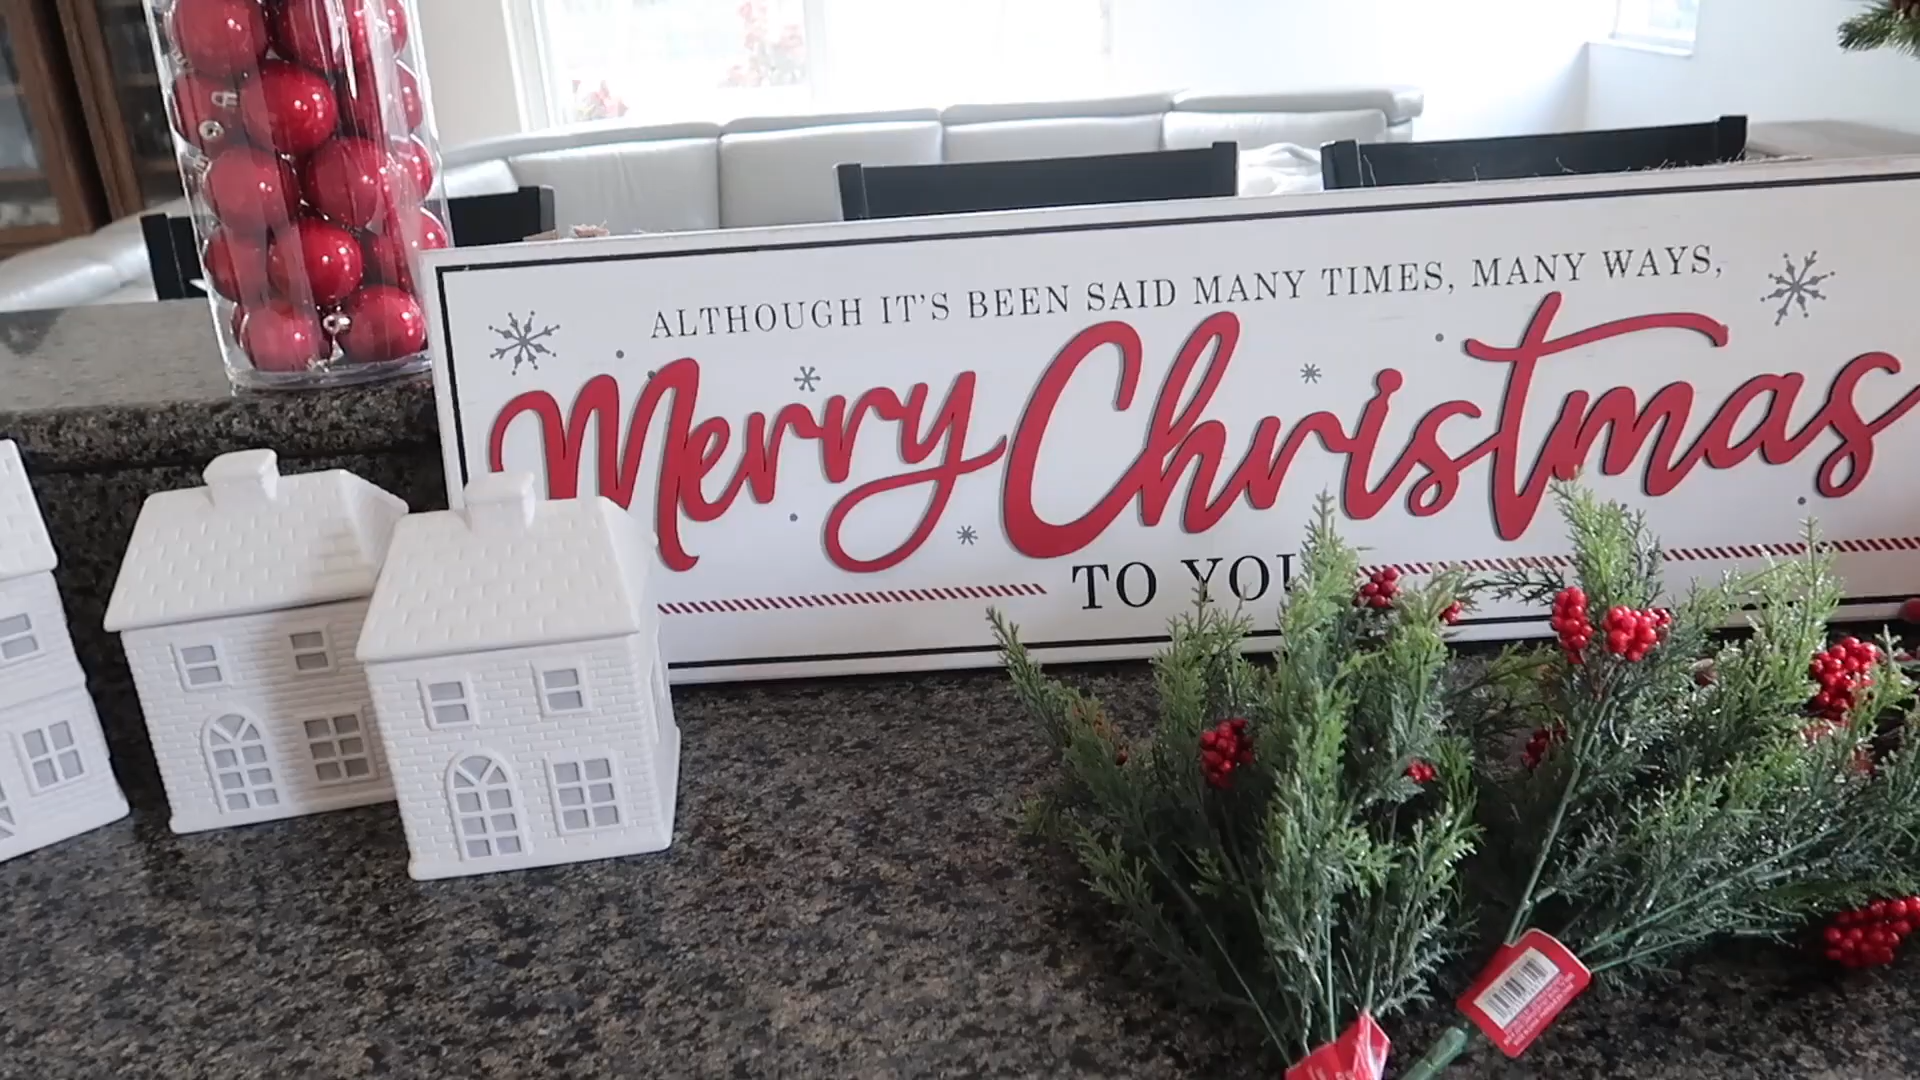 ALTHOUGH IT'S BEEN SAID MANY TIMES, MANY WAYS,
Merry Christmas
TO YOU